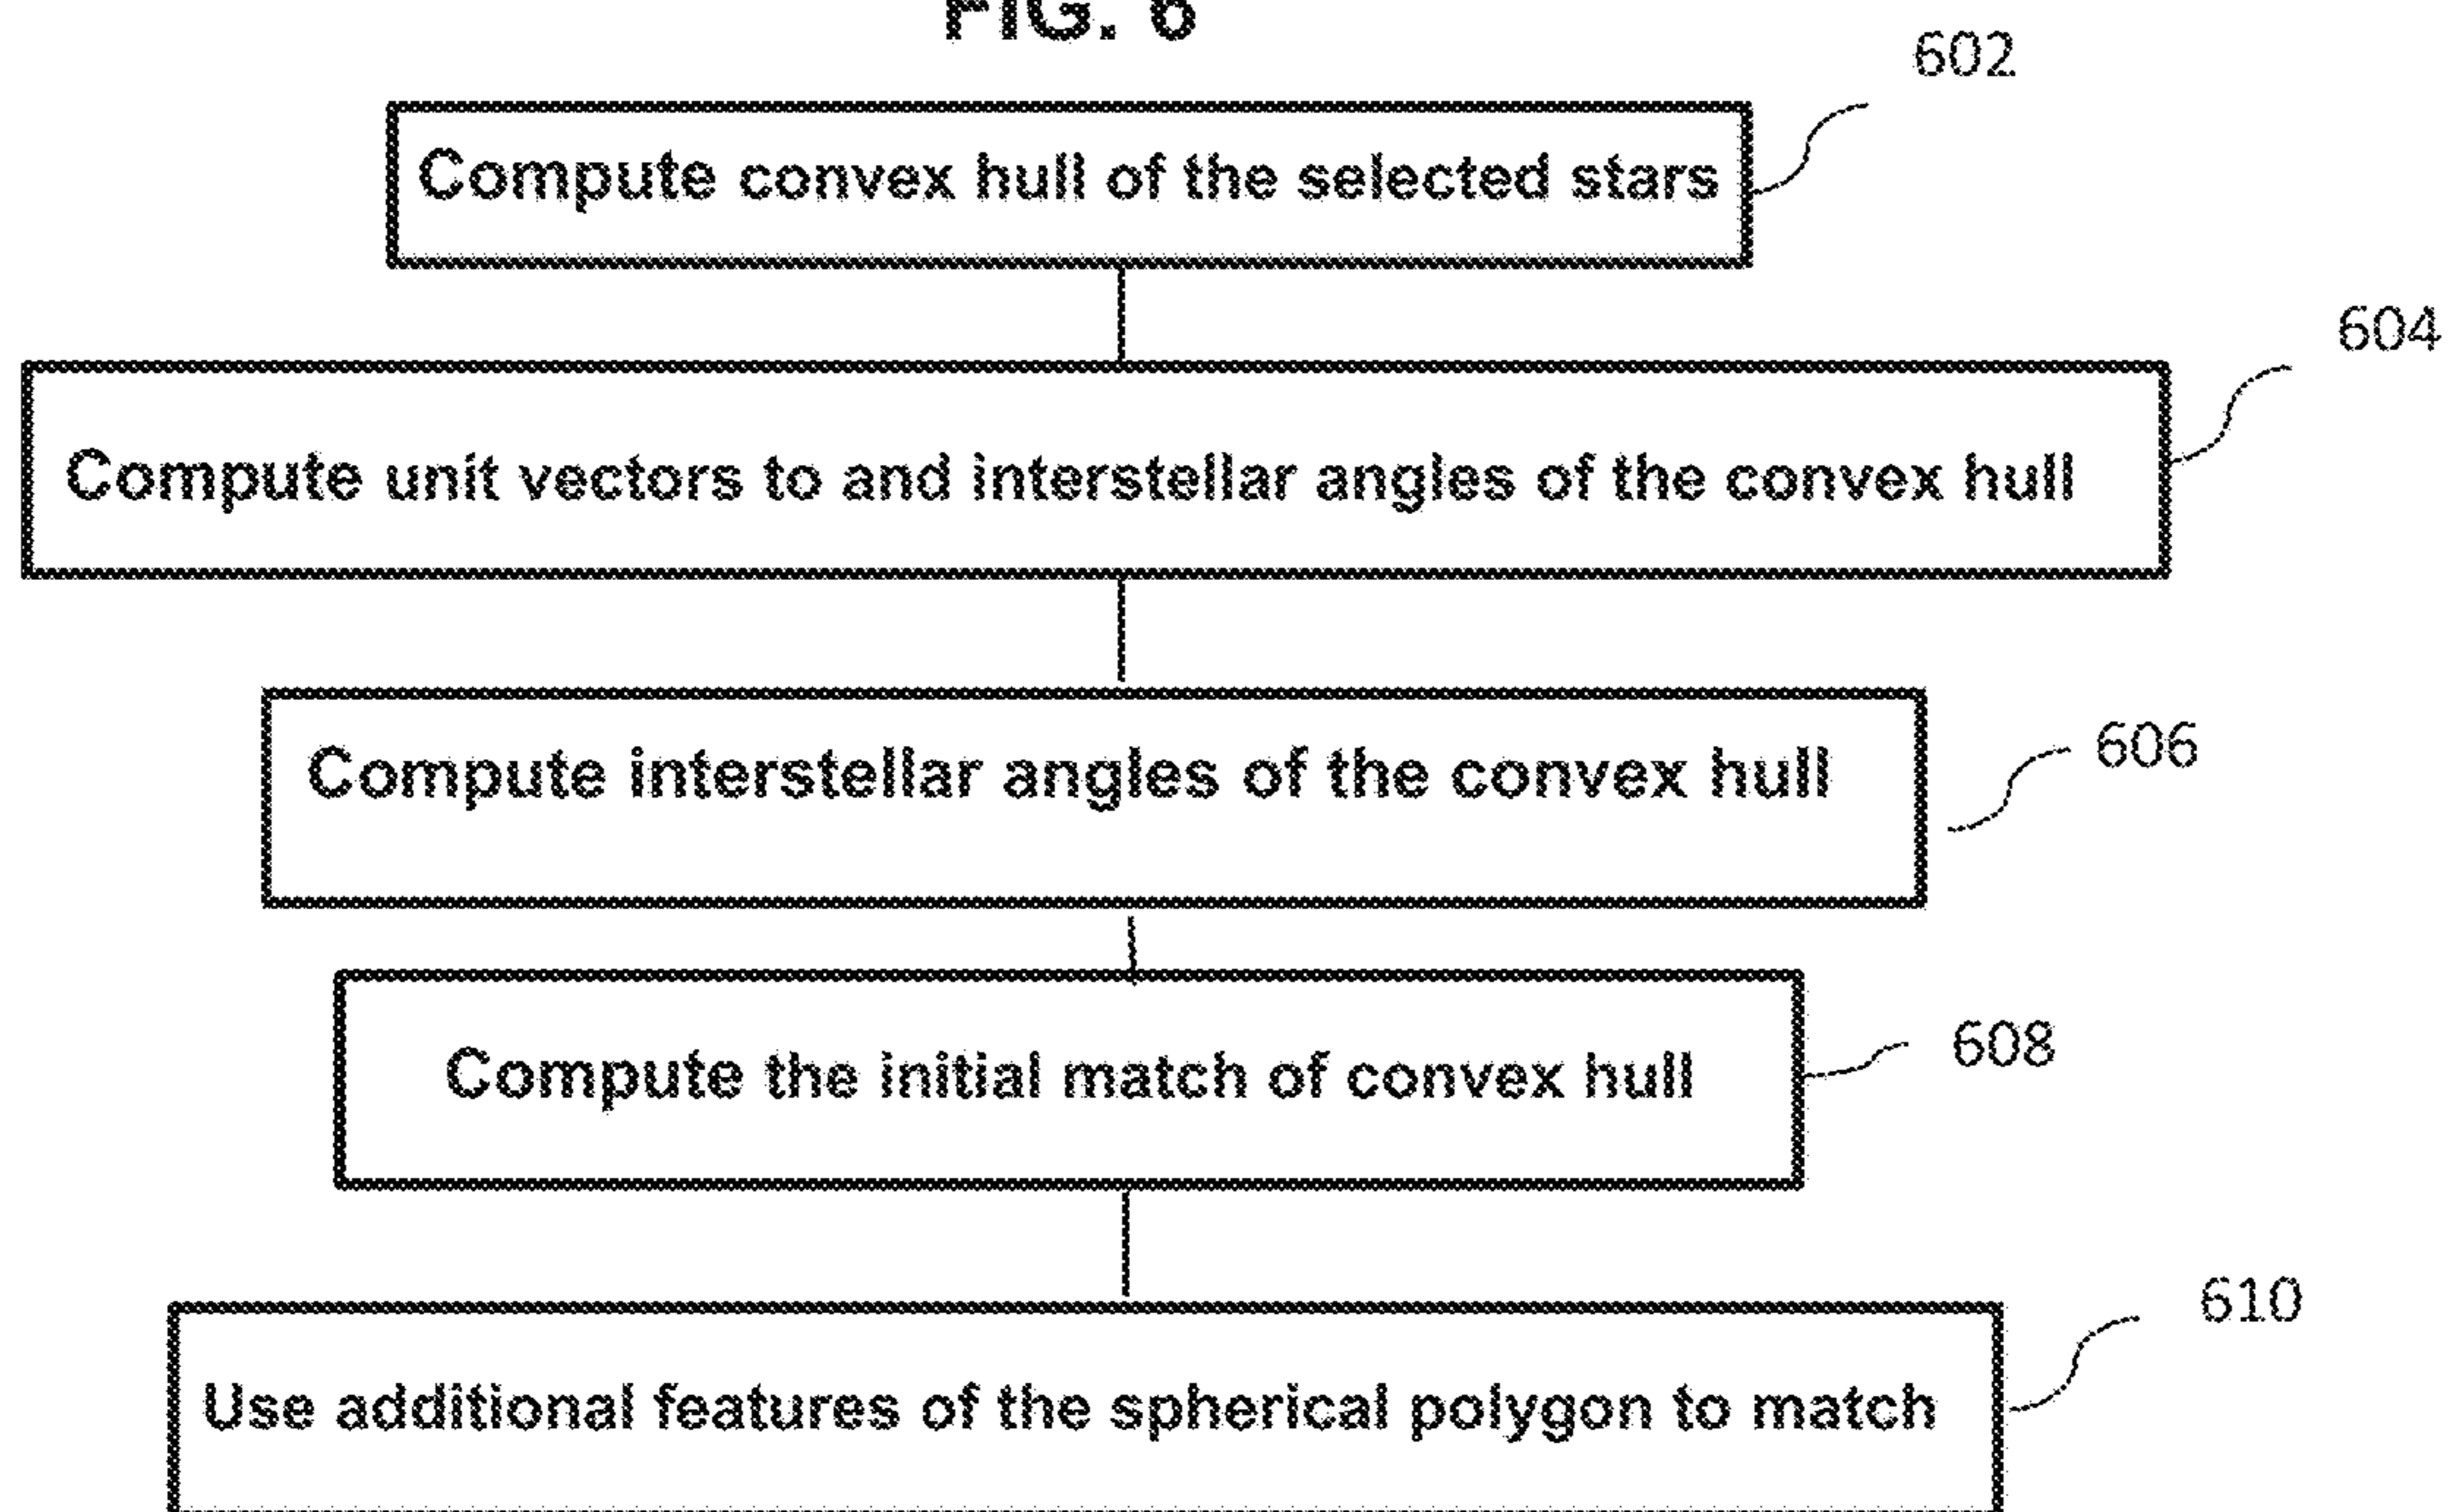 FIG. 6
602
Compute convex hull of the selected stars
604
Compute unit vectors to and interstellar angles of the convex hull
606
Compute interstellar angles of the convex hull
608
Compute the initial match of convex hull
610
Use additional features of the spherical polygon to match